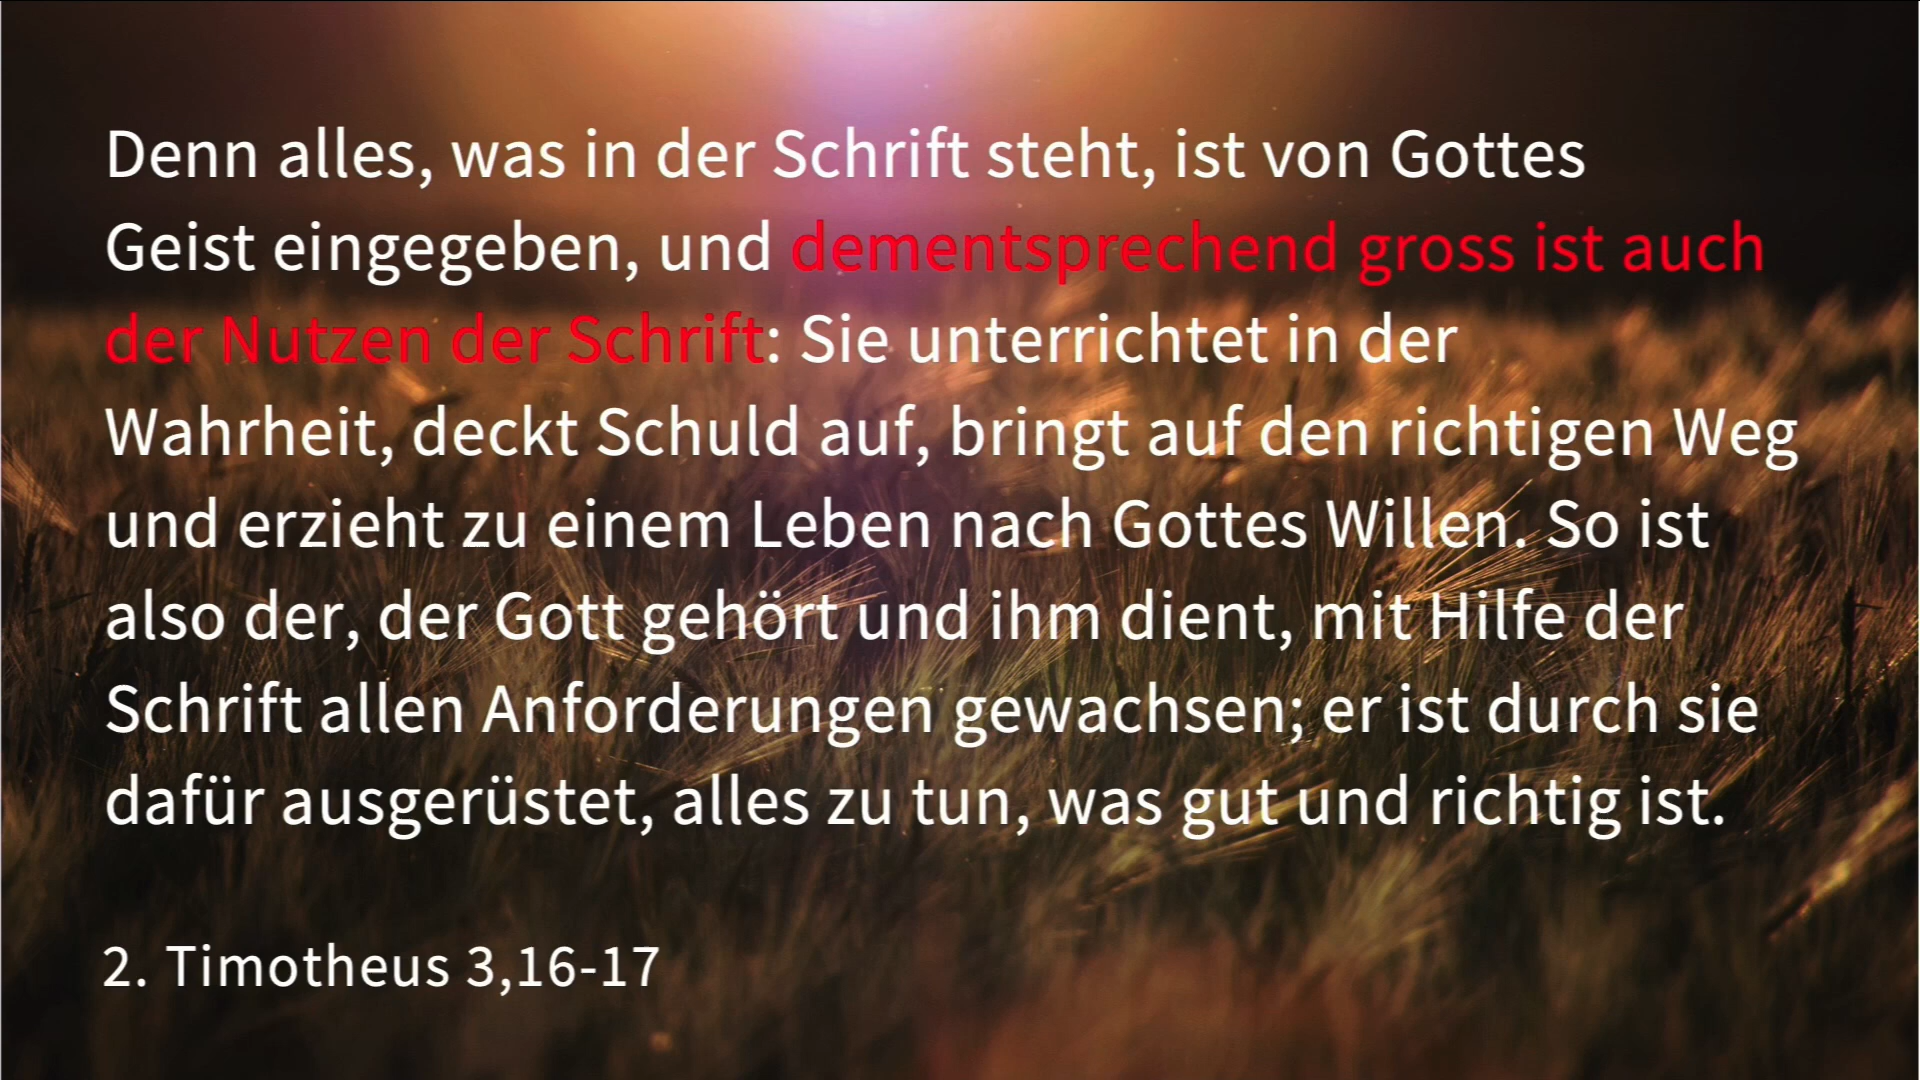 Denn alles, was in der Schrift steht, ist von Gottes
Geist eingegeben, und dementsprechend gross ist auch
der Nutzen der Schrift: Sie unterrichtet in der
Wahrheit, deckt Schuld auf, bringt auf den richtigen Weg
und erzieht zu einem Leben nach Gottes Willen. So ist
also der, der Gott gehört und ihm dient, mit Hilfe der
Schrift allen Anforderungen gewachsen; er ist durch sie
dafür ausgerüstet, alles zu tun, was gut und richtig ist.
2. Timotheus 3,16-17